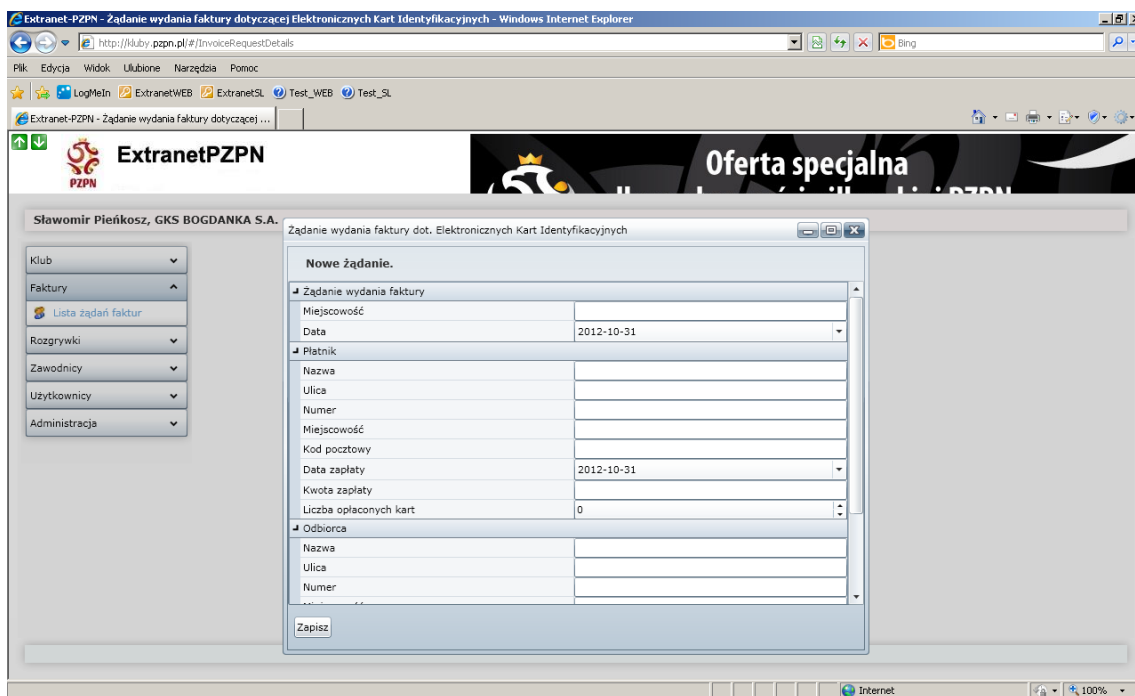 Extranet-PZPN - Żądanie wydania faktury dotyczącej Elektronicznych Kart Identyfikacyjnych - Windows Internet Explorer
http://kluby.pzpn.pl/#/InvoiceRequestDetails
Bing
Plik Edycja Widok Ulubione Narzędzia Pomoc
LogMeIn ExtranetWEB ExtranetSL Test_WEB Test_SL
Extranet-PZPN - Żądanie wydania faktury dotyczącej ...
PZPN
ExtranetPZPN
Oferta specjalna
Sławomir Pieńkosz, GKS BOGDANKA S.A.
Klub
Faktury
Lista żądań faktur
Rozgrywki
Zawodnicy
Użytkownicy
Administracja
Żądanie wydania faktury dot. Elektronicznych Kart Identyfikacyjnych
Nowe żądanie.
Żądanie wydania faktury
Miejscowość
Data 2012-10-31
Płatnik
Nazwa
Ulica
Numer
Miejscowość
Kod pocztowy
Data zapłaty 2012-10-31
Kwota zapłaty
Liczba opłaconych kart 0
Odbiorca
Nazwa
Ulica
Numer
Zapisz
Internet 100%